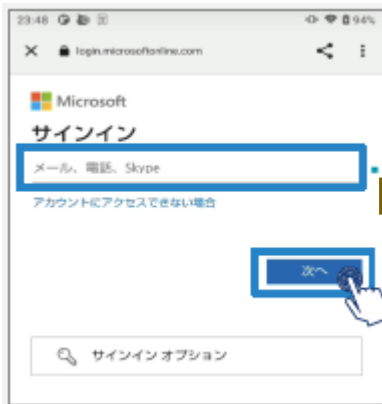 23:48 94%
login.microsoftonline.com
Microsoft
サインイン
メール、電話、Skype
アカウントにアクセスできない場合
次へ
サインイン オプション